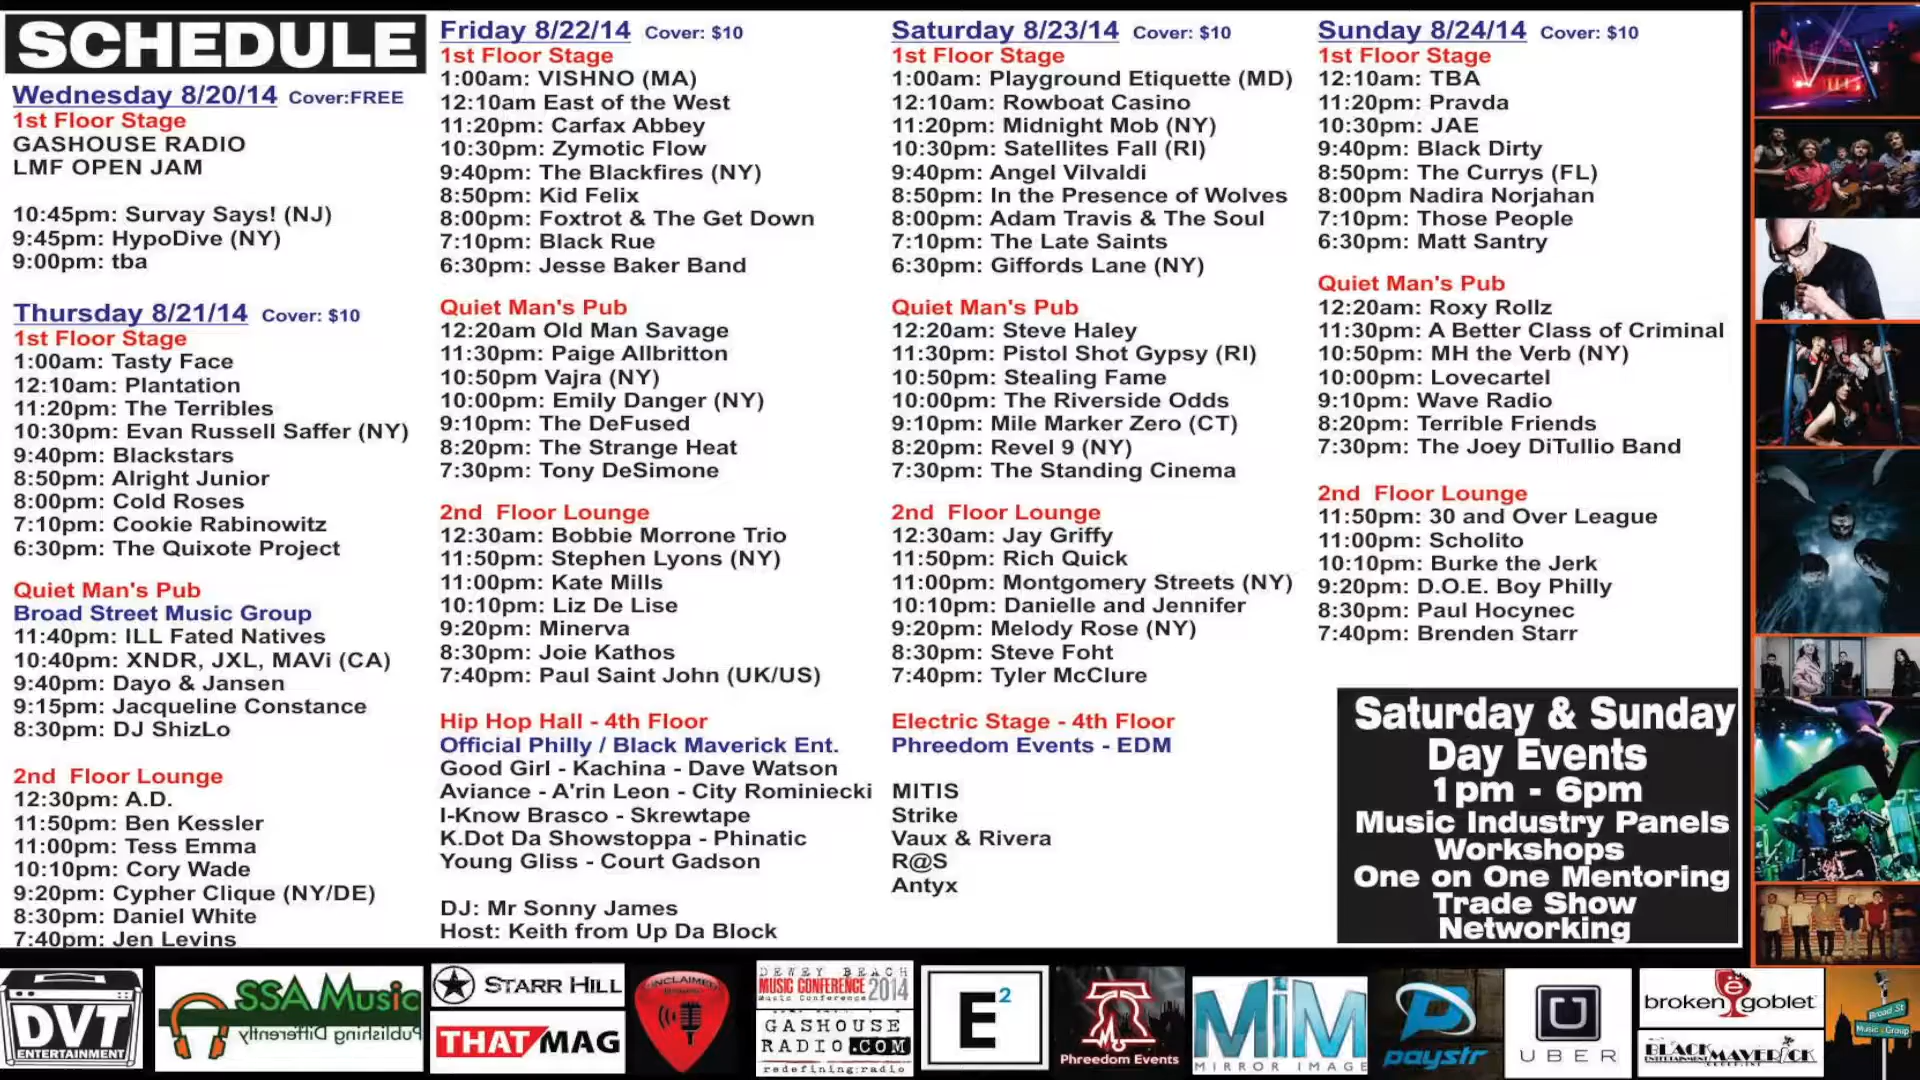 SCHEDULE
Wednesday 8/20/14 Cover:FREE
1st Floor Stage
GASHOUSE RADIO
LMF OPEN JAM
10:45pm: Survay Says! (NJ)
9:45pm: HypoDive (NY)
9:00pm: tba
Thursday 8/21/14 Cover: $10
1st Floor Stage
1:00am: Tasty Face
12:10am: Plantation
11:20pm: The Terribles
10:30pm: Evan Russell Saffer (NY)
9:40pm: Blackstars
8:50pm: Alright Junior
8:00pm: Cold Roses
7:10pm: Cookie Rabinowitz
6:30pm: The Quixote Project
Quiet Man's Pub
Broad Street Music Group
11:40pm: ILL Fated Natives
10:40pm: XNDR, JXL, MAVi (CA)
9:40pm: Dayo & Jansen
9:15pm: Jacqueline Constance
8:30pm: DJ ShizLo
2nd Floor Lounge
12:30pm: A.D.
11:50pm: Ben Kessler
11:00pm: Tess Emma
10:10pm: Cory Wade
9:20pm: Cypher Clique (NY/DE)
8:30pm: Daniel White
7:40pm: Jen Levins
Friday 8/22/14 Cover: $10
1st Floor Stage
1:00am: VISHNO (MA)
12:10am East of the West
11:20pm: Carfax Abbey
10:30pm: Zymotic Flow
9:40pm: The Blackfires (NY)
8:50pm: Kid Felix
8:00pm: Foxtrot & The Get Down
7:10pm: Black Rue
6:30pm: Jesse Baker Band
Quiet Man's Pub
12:20am Old Man Savage
11:30pm: Paige Allbritton
10:50pm Vajra (NY)
10:00pm: Emily Danger (NY)
9:10pm: The DeFused
8:20pm: The Strange Heat
7:30pm: Tony DeSimone
2nd Floor Lounge
12:30am: Bobbie Morrone Trio
11:50pm: Stephen Lyons (NY)
11:00pm: Kate Mills
10:10pm: Liz De Lise
9:20pm: Minerva
8:30pm: Joie Kathos
7:40pm: Paul Saint John (UK/US)
Hip Hop Hall - 4th Floor
Official Philly / Black Maverick Ent.
Good Girl - Kachina - Dave Watson
Aviance - A'rin Leon - City Rominiecki
I-Know Brasco - Skrewtape
K.Dot Da Showstoppa - Phinatic
Young Gliss - Court Gadson
DJ: Mr Sonny James
Host: Keith from Up Da Block
Saturday 8/23/14 Cover: $10
1st Floor Stage
1:00am: Playground Etiquette (MD)
12:10am: Rowboat Casino
11:20pm: Midnight Mob (NY)
10:30pm: Satellites Fall (RI)
9:40pm: Angel Vilvaldi
8:50pm: In the Presence of Wolves
8:00pm: Adam Travis & The Soul
7:10pm: The Late Saints
6:30pm: Giffords Lane (NY)
Quiet Man's Pub
12:20am: Steve Haley
11:30pm: Pistol Shot Gypsy (RI)
10:50pm: Stealing Fame
10:00pm: The Riverside Odds
9:10pm: Mile Marker Zero (CT)
8:20pm: Revel 9 (NY)
7:30pm: The Standing Cinema
2nd Floor Lounge
12:30am: Jay Griffy
11:50pm: Rich Quick
11:00pm: Montgomery Streets (NY)
10:10pm: Danielle and Jennifer
9:20pm: Melody Rose (NY)
8:30pm: Steve Foht
7:40pm: Tyler McClure
Electric Stage - 4th Floor
Phreedom Events - EDM
MITIS
Strike
Vaux & Rivera
R@S
Antyx
Sunday 8/24/14 Cover: $10
1st Floor Stage
12:10am: TBA
11:20pm: Pravda
10:30pm: JAE
9:40pm: Black Dirty
8:50pm: The Currys (FL)
8:00pm Nadira Norjahan
7:10pm: Those People
6:30pm: Matt Santry
Quiet Man's Pub
12:20am: Roxy Rollz
11:30pm: A Better Class of Criminal
10:50pm: MH the Verb (NY)
10:00pm: Lovecartel
9:10pm: Wave Radio
8:20pm: Terrible Friends
7:30pm: The Joey DiTullio Band
2nd Floor Lounge
11:50pm: 30 and Over League
11:00pm: Scholito
10:10pm: Burke the Jerk
9:20pm: D.O.E. Boy Philly
8:30pm: Paul Hocynec
7:40pm: Brenden Starr
Saturday & Sunday
Day Events
1pm - 6pm
Music Industry Panels
Workshops
One on One Mentoring
Trade Show
Networking
DVT
ENTERTAINMENT
SSA Music
Publishing Differently
STARR HILL
THATMAG
UNCLAIMED
DEWEY BEACH
MUSIC CONFERENCE 2014
Music Conference
GASHOUSE
RADIO.COM
redefining:radio
E2
Phreedom Events
MiM
MIRROR IMAGE
paystr
U
UBER
broken goblet
BLACKMAVERICK
Broad St
Music Group